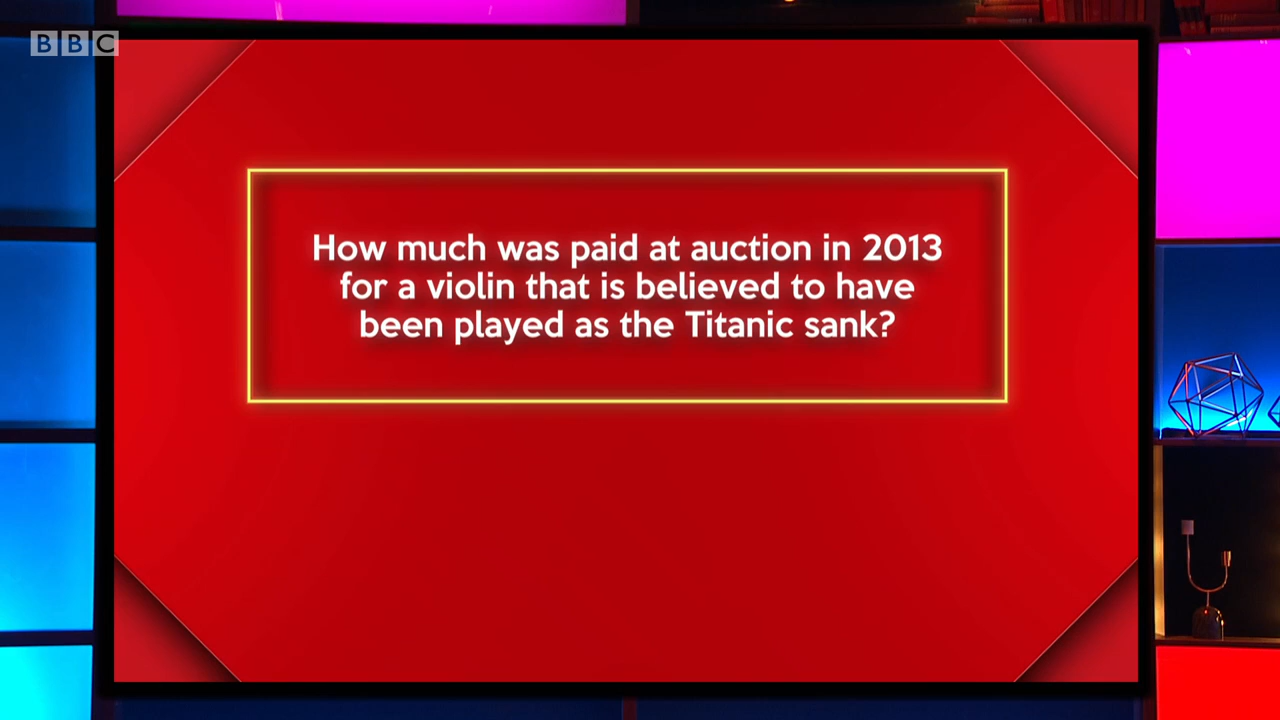 BBC
How much was paid at auction in 2013
for a violin that is believed to have
been played as the Titanic sank?